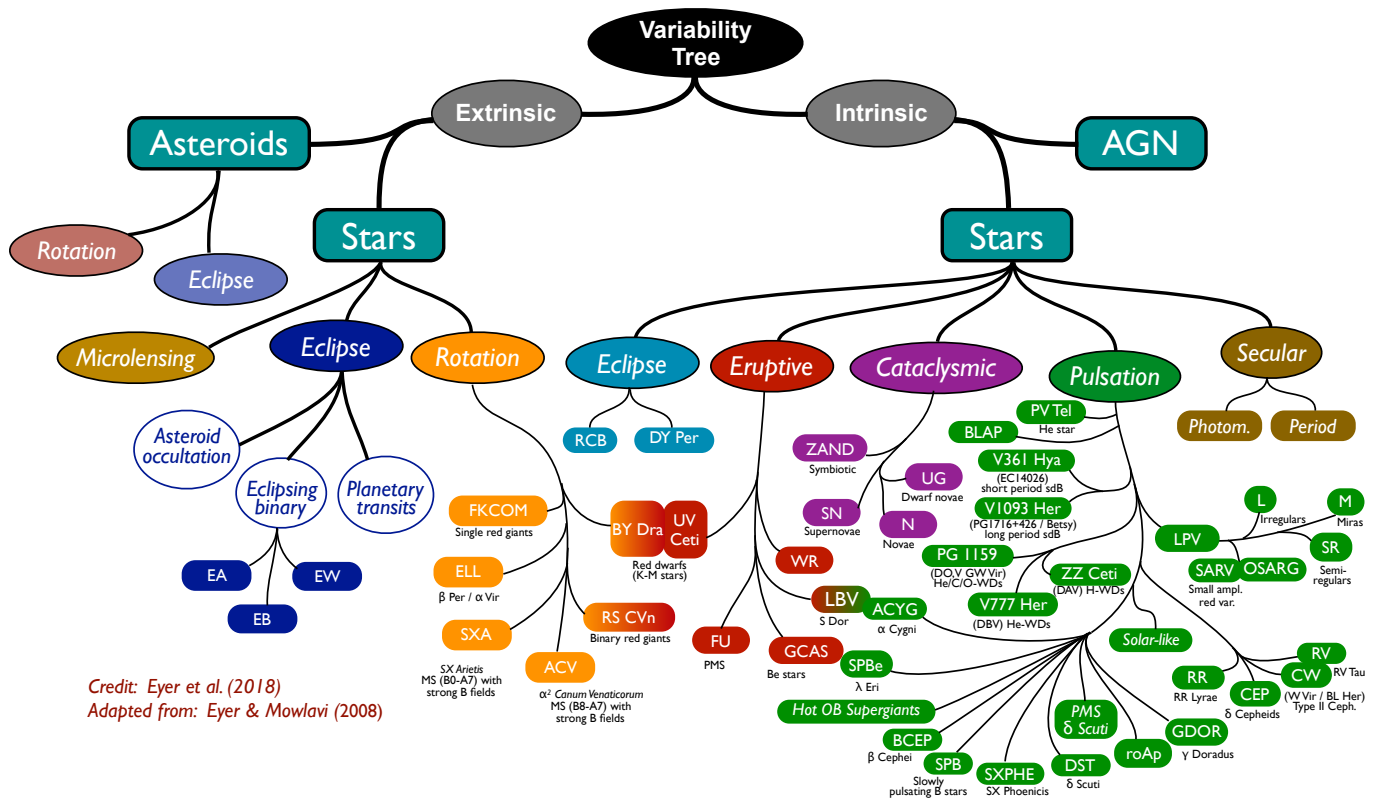 Variability
Tree
Extrinsic
Intrinsic
Asteroids
AGN
Stars
Stars
Rotation
Eclipse
Microlensing
Eclipse
Rotation
Eclipse
Eruptive
Cataclysmic
Pulsation
Secular
Asteroid
occultation
Eclipsing
binary
Planetary
transits
EA
EB
EW
FKCOM
Single red giants
ELL
β Per / α Vir
SXA
SX Arietis
MS (B0-A7) with
strong B fields
ACV
α² Canum Venaticorum
MS (B8-A7) with
strong B fields
BY Dra
UV
Ceti
Red dwarfs
(K-M stars)
RS CVn
Binary red giants
RCB
DY Per
FU
PMS
WR
LBV
S Dor
ACYG
α Cygni
GCAS
Be stars
SPBe
λ Eri
ZAND
Symbiotic
UG
Dwarf novae
SN
Supernovae
N
Novae
PV Tel
He star
BLAP
V361 Hya
(EC14026)
short period sdB
V1093 Her
(PG1716+426 / Betsy)
long period sdB
PG 1159
(DO,V GW Vir)
He/C/O-WDs
ZZ Ceti
(DAV) H-WDs
V777 Her
(DBV) He-WDs
Solar-like
Hot OB Supergiants
BCEP
β Cephei
SPB
Slowly
pulsating B stars
SXPHE
SX Phoenicis
DST
δ Scuti
PMS
δ Scuti
roAp
GDOR
γ Doradus
Photom.
Period
LPV
L
Irregulars
M
Miras
SR
Semi-
regulars
SARV
Small ampl.
red var.
OSARG
RR
RR Lyrae
CEP
δ Cepheids
RV
RV Tau
CW
(W Vir / BL Her)
Type II Ceph.
Credit: Eyer et al. (2018)
Adapted from: Eyer & Mowlavi (2008)